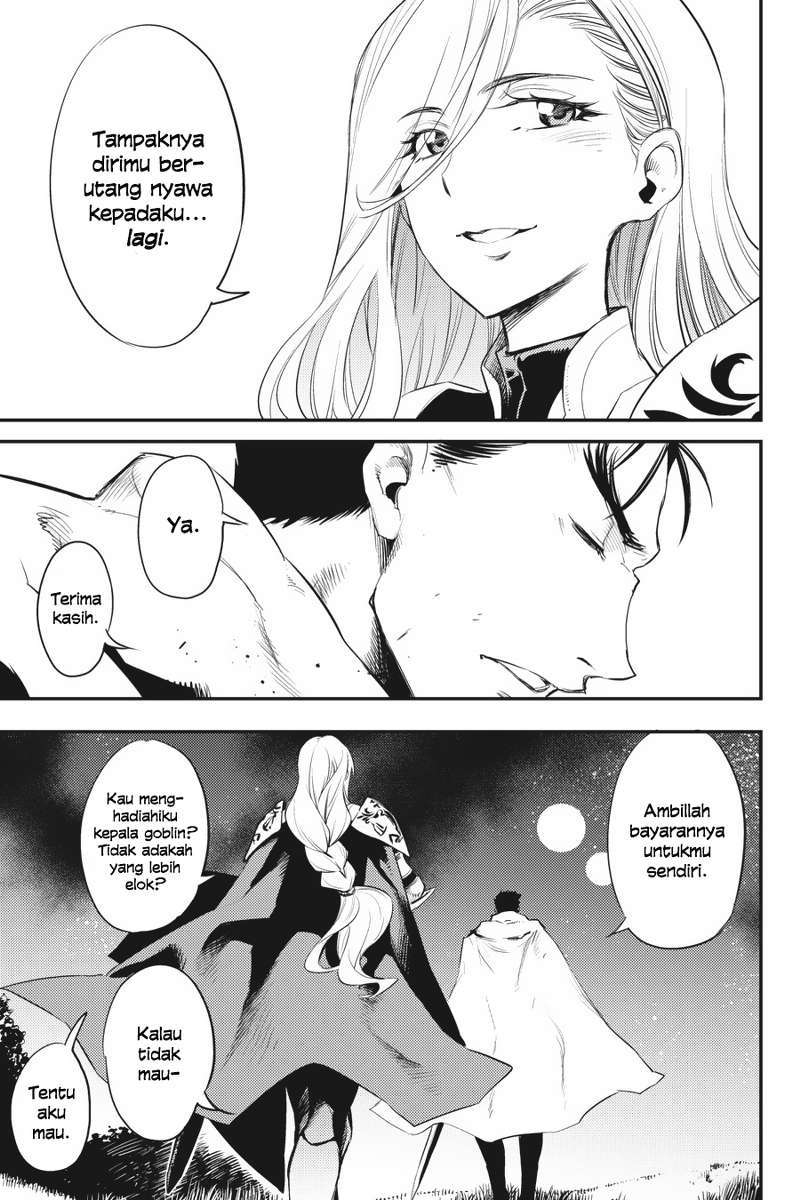 Tampaknya
dirimu ber-
utang nyawa
kepadaku...
lagi.
Ya.
Terima
kasih.
Ambillah
bayarannya
untukmu
sendiri.
Kau meng-
hadiahiku
kepala goblin?
Tidak adakah
yang lebih
elok?
Kalau
tidak
mau-
Tentu
aku
mau.